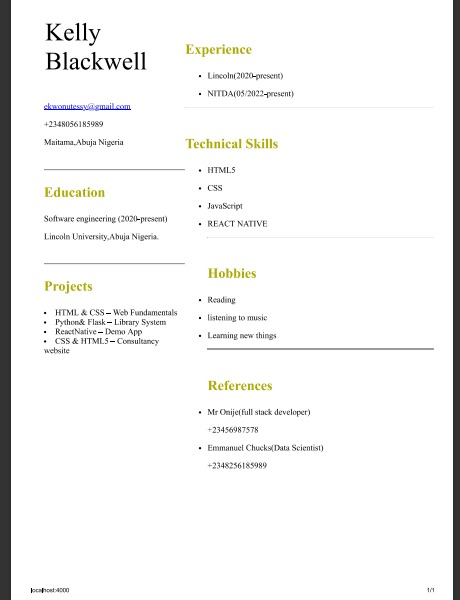 Kelly
Blackwell
ekwonutessy@gmail.com
+2348056185989
Maitama,Abuja Nigeria
Education
Software engineering (2020-present)
Lincoln University,Abuja Nigeria.
Projects
• HTML & CSS – Web Fundamentals
• Python& Flask – Library System
• ReactNative – Demo App
• CSS & HTML5 – Consultancy
website
Experience
• Lincoln(2020-present)
• NITDA(05/2022-present)
Technical Skills
• HTML5
• CSS
• JavaScript
• REACT NATIVE
Hobbies
• Reading
• listening to music
• Learning new things
References
• Mr Onije(full stack developer)
+23456987578
• Emmanuel Chucks(Data Scientist)
+2348256185989
localhost:4000
1/1